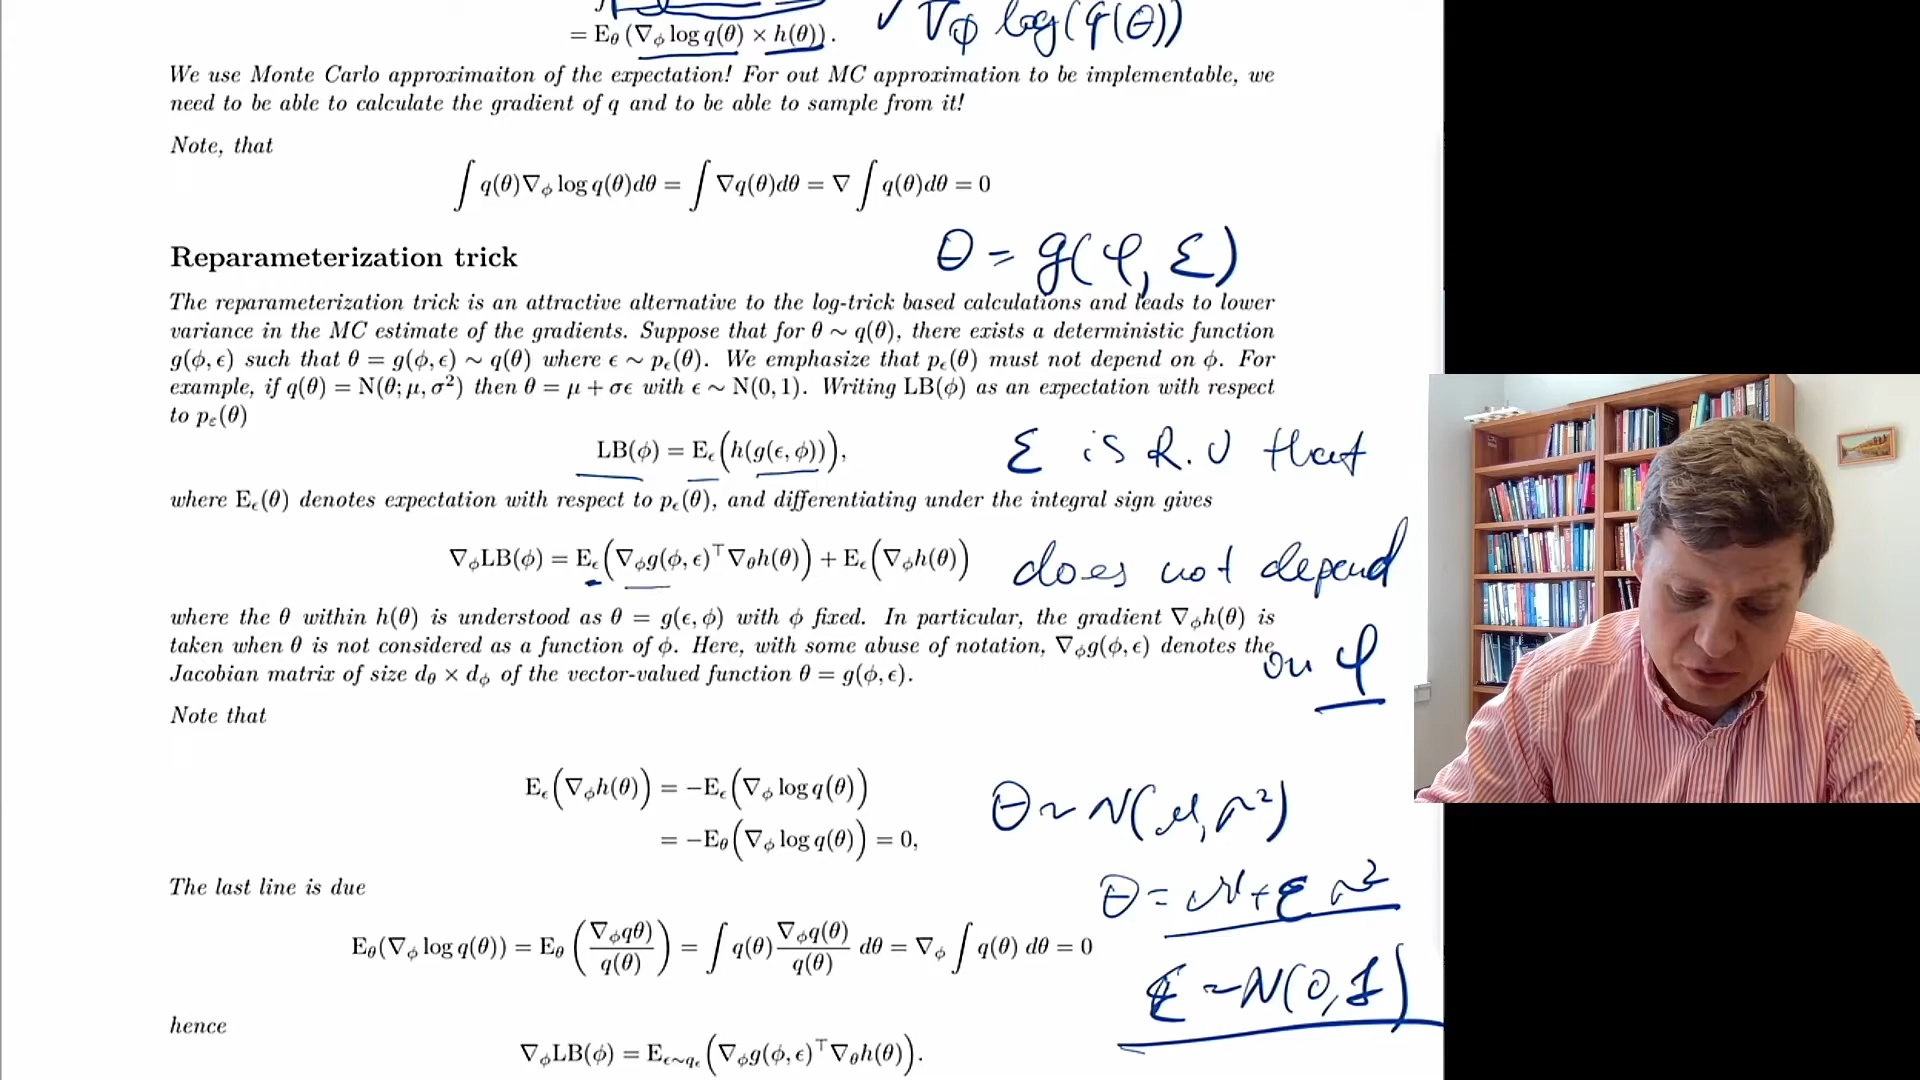 = E_θ (∇_ϕ log q(θ) × h(θ)). ✓ ∇ϕ log(q(θ))
We use Monte Carlo approximaiton of the expectation! For out MC approximation to be implementable, we
need to be able to calculate the gradient of q and to be able to sample from it!
Note, that
∫ q(θ)∇_ϕ log q(θ)dθ = ∫ ∇q(θ)dθ = ∇ ∫ q(θ)dθ = 0
θ = g(φ, ε)
Reparameterization trick
The reparameterization trick is an attractive alternative to the log-trick based calculations and leads to lower
variance in the MC estimate of the gradients. Suppose that for θ ∼ q(θ), there exists a deterministic function
g(ϕ, ϵ) such that θ = g(ϕ, ϵ) ∼ q(θ) where ϵ ∼ p_ϵ(θ). We emphasize that p_ϵ(θ) must not depend on ϕ. For
example, if q(θ) = N(θ; μ, σ²) then θ = μ + σϵ with ϵ ∼ N(0, 1). Writing LB(ϕ) as an expectation with respect
to p_ε(θ)
LB(ϕ) = E_ϵ(h(g(ϵ, ϕ))),
ε is R.V that
where E_ϵ(θ) denotes expectation with respect to p_ϵ(θ), and differentiating under the integral sign gives
∇_ϕLB(ϕ) = E_ϵ(∇_ϕg(ϕ, ϵ)^⊤∇_θh(θ)) + E_ϵ(∇_ϕh(θ))
does not depend
where the θ within h(θ) is understood as θ = g(ϵ, ϕ) with ϕ fixed. In particular, the gradient ∇_ϕh(θ) is
taken when θ is not considered as a function of ϕ. Here, with some abuse of notation, ∇_ϕg(ϕ, ϵ) denotes the
on φ
Jacobian matrix of size d_θ × d_ϕ of the vector-valued function θ = g(ϕ, ϵ).
Note that
E_ϵ(∇_ϕh(θ)) = −E_ϵ(∇_ϕ log q(θ))
= −E_θ(∇_ϕ log q(θ)) = 0,
θ ~ N(μ, σ²)
The last line is due
θ = μ + ε σ²
E_θ(∇_ϕ log q(θ)) = E_θ (∇_ϕqθ) / q(θ)) = ∫ q(θ) ∇_ϕq(θ) / q(θ) dθ = ∇_ϕ ∫ q(θ) dθ = 0
ε ~ N(0, 1)
hence
∇_ϕLB(ϕ) = E_ϵ∼q_ϵ (∇_ϕg(ϕ, ϵ)^⊤∇_θh(θ)).